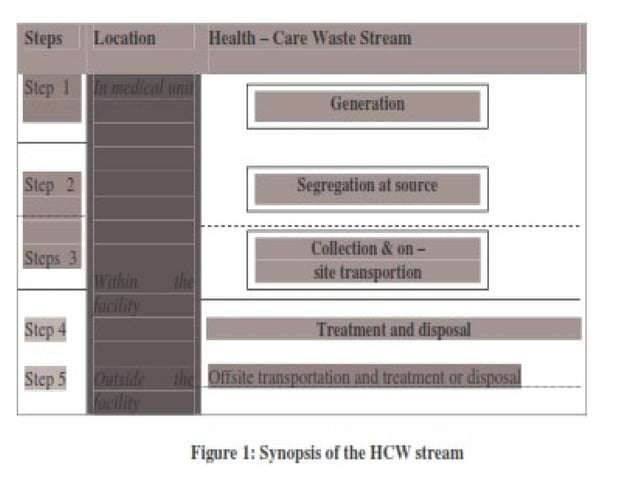 Steps Location Health – Care Waste Stream
Step 1 In medical unit
Generation
Step 2 Segregation at source
Collection & on –
Steps 3 site transportion
Within the
facility
Step 4 Treatment and disposal
Step 5 Outside the Offsite transportation and treatment or disposal
facility
Figure 1: Synopsis of the HCW stream